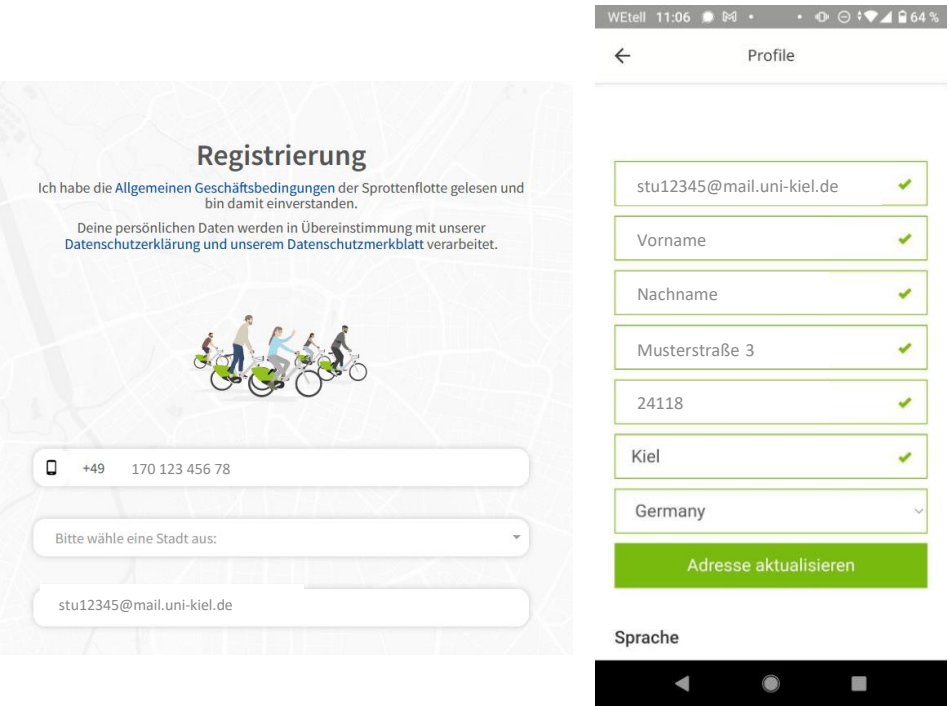 Registrierung
Ich habe die Allgemeinen Geschäftsbedingungen der Sprottenflotte gelesen und
bin damit einverstanden.
Deine persönlichen Daten werden in Übereinstimmung mit unserer
Datenschutzerklärung und unserem Datenschutzmerkblatt verarbeitet.
+49 170 123 456 78
Bitte wähle eine Stadt aus:
stu12345@mail.uni-kiel.de
WEtell 11:06 64 %
Profile
stu12345@mail.uni-kiel.de
Vorname
Nachname
Musterstraße 3
24118
Kiel
Germany
Adresse aktualisieren
Sprache